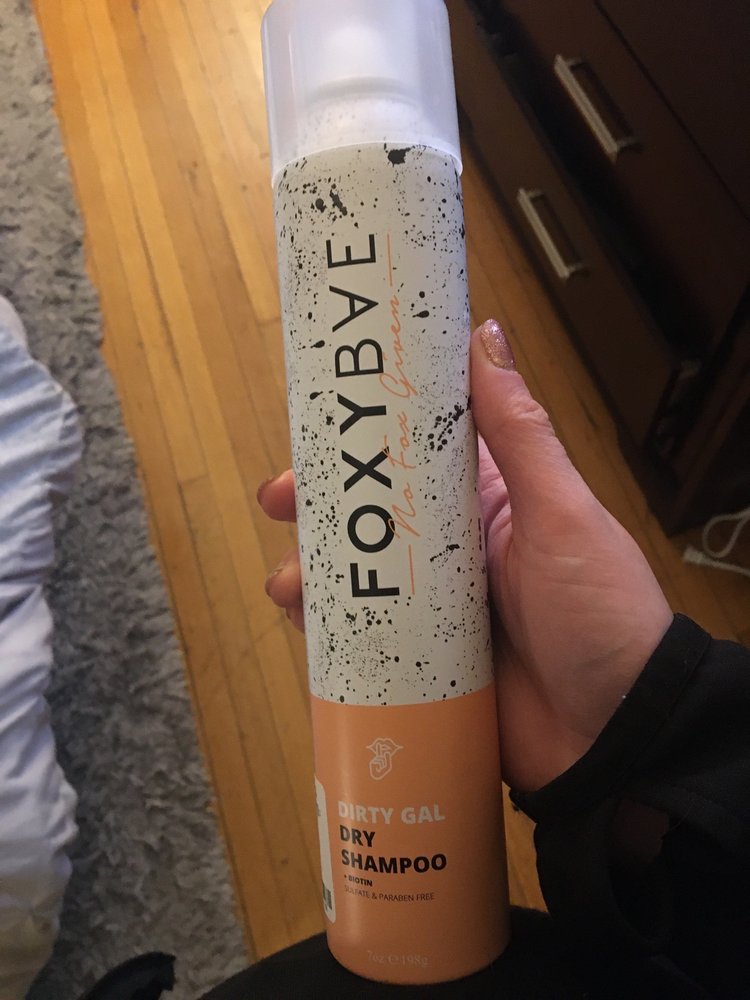 FOXYBAE
No Fox Given
DIRTY GAL
DRY
SHAMPOO
+ BIOTIN
SULFATE & PARABEN FREE
7oz ℮ 198g